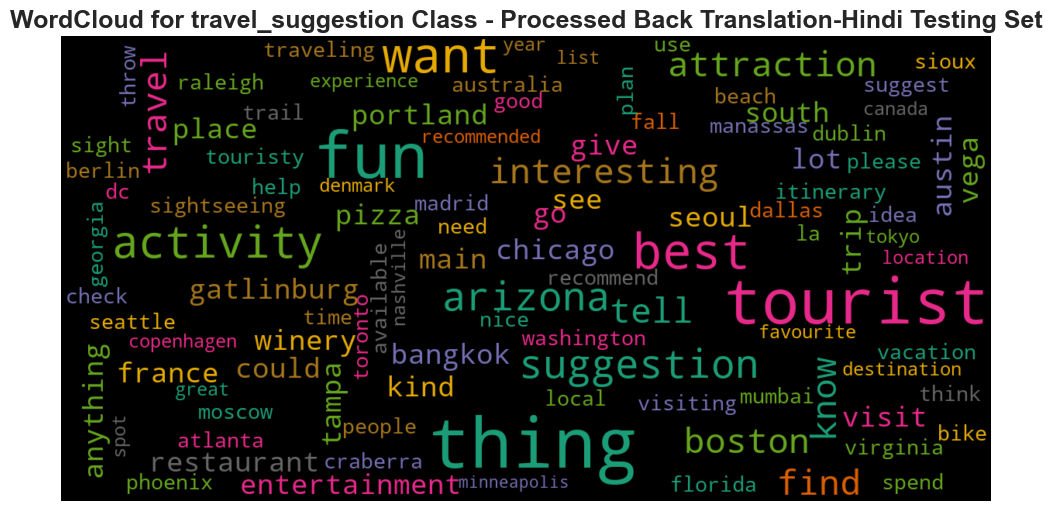 WordCloud for travel_suggestion Class - Processed Back Translation-Hindi Testing Set
throw
travel
traveling
want
year
list
use
attraction
sioux
raleigh
experience
australia
plan
suggest
trail
good
beach
south
canada
place
portland
recommended
fall
manassas
dublin
austin
vega
sight
touristy
fun
give
lot
please
berlin
interesting
itinerary
dc
help
denmark
see
georgia
sightseeing
pizza
madrid
go
seoul
dallas
trip
idea
need
la
tokyo
activity
main
chicago
best
location
available
nashville
recommend
check
gatlinburg
arizona
tell
tourist
time
seattle
nice
favourite
copenhagen
winery
toronto
washington
bangkok
suggestion
vacation
anything
france
could
destination
great
kind
know
think
tampa
local
visiting
mumbai
moscow
thing
visit
spot
people
atlanta
boston
bike
virginia
restaurant
craberra
phoenix
entertainment
minneapolis
florida
find
spend